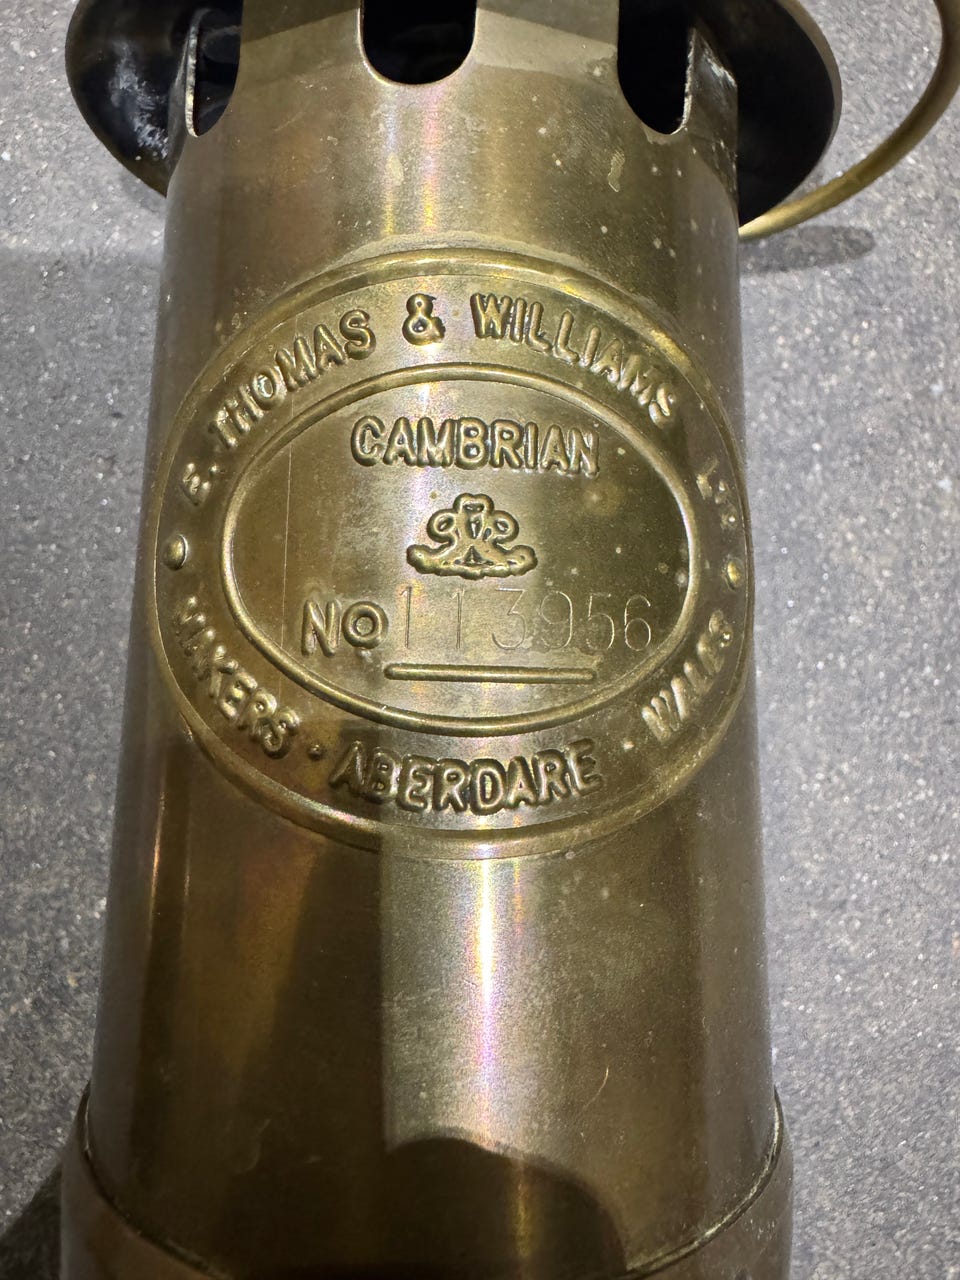 E. THOMAS & WILLIAMS LTD
CAMBRIAN
No 113956
MAKERS · ABERDARE · WALES